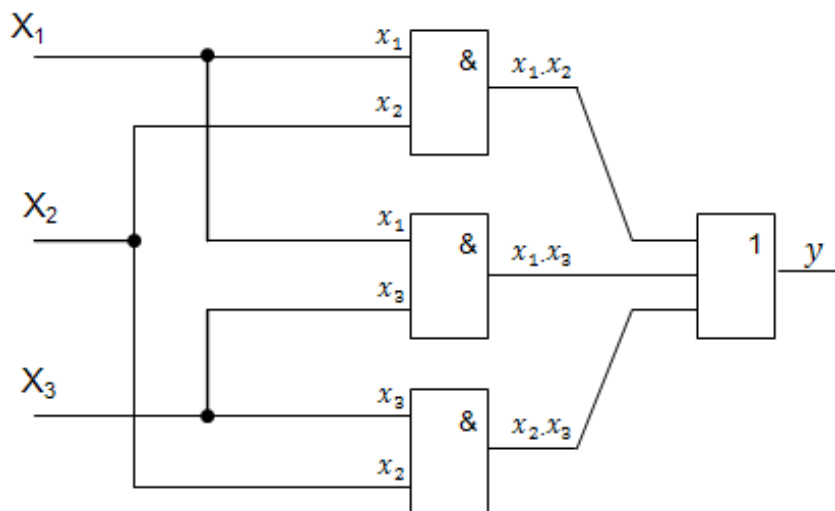 X₁
x₁
&
x₁.x₂
x₂
X₂
x₁
&
x₁.x₃
1
y
x₃
X₃
x₃
&
x₂.x₃
x₂